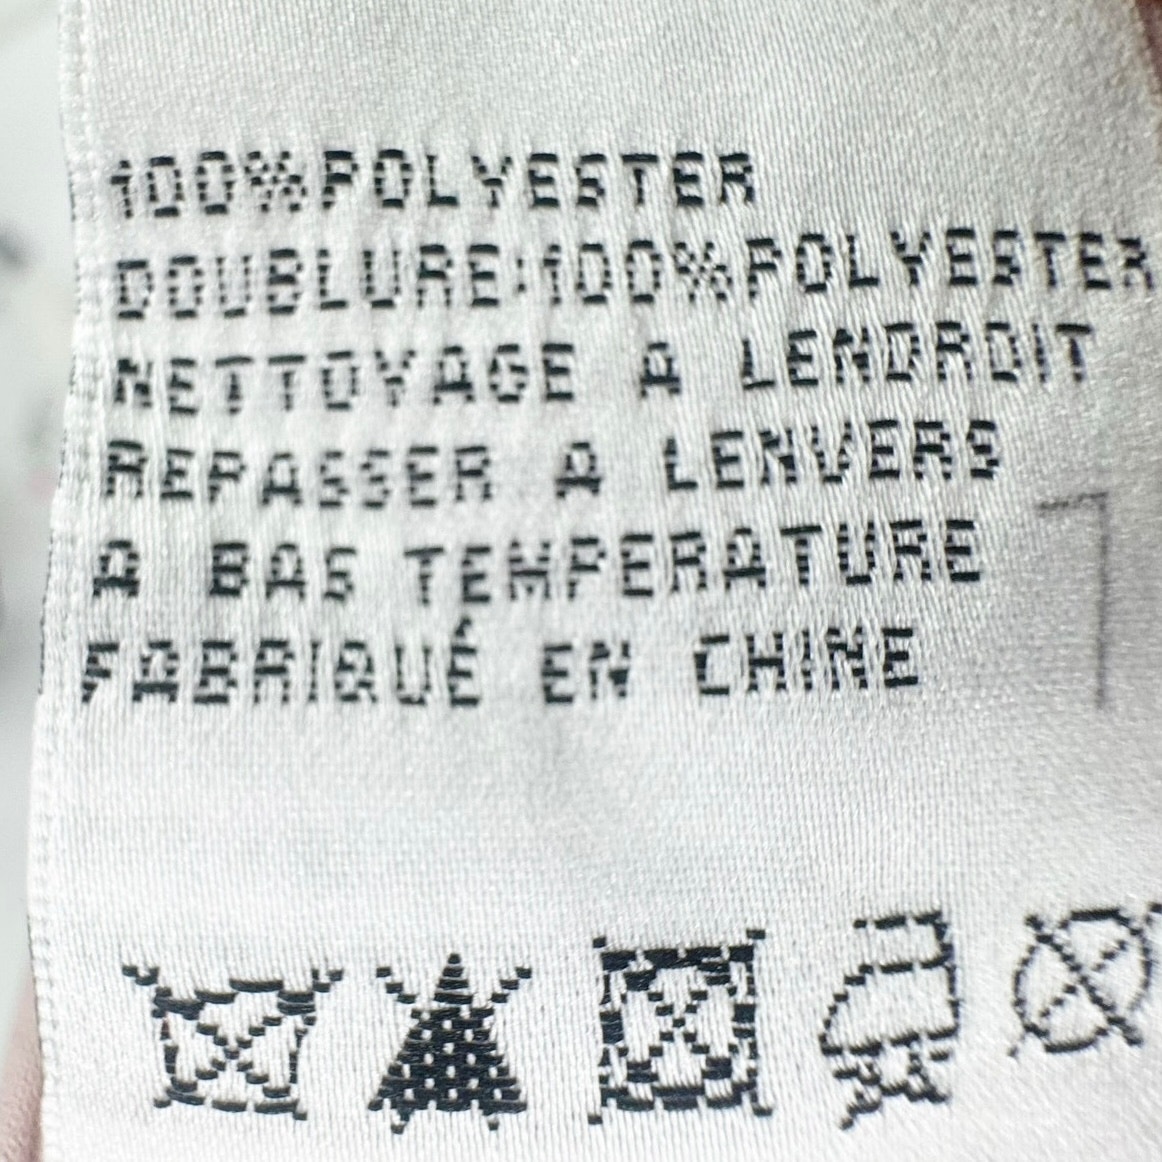 100%POLYESTER
DOUBLURE:100%POLYESTER
NETTOYAGE A LENDROIT
REPASSER A LENVERS
A BAS TEMPERATURE
FABRIQUÉ EN CHINE